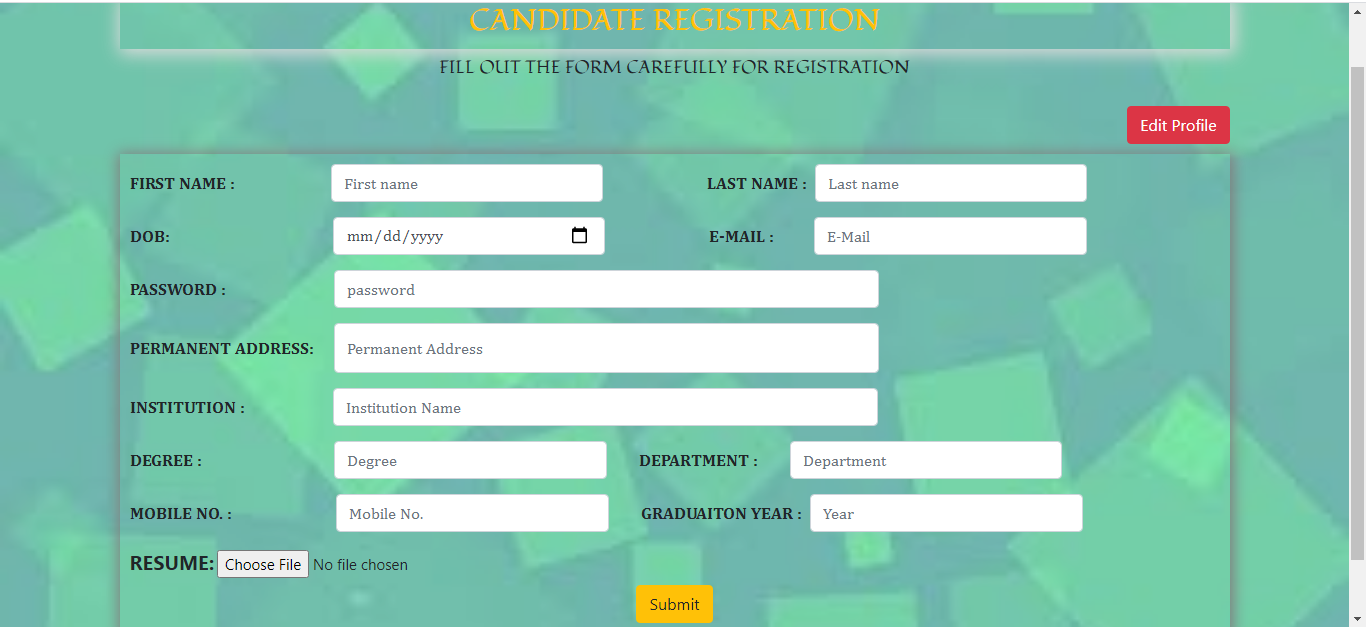 CANDIDATE REGISTRATION
FILL OUT THE FORM CAREFULLY FOR REGISTRATION
Edit Profile
FIRST NAME : First name LAST NAME : Last name
DOB: mm/dd/yyyy E-MAIL : E-Mail
PASSWORD : password
PERMANENT ADDRESS: Permanent Address
INSTITUTION : Institution Name
DEGREE : Degree DEPARTMENT : Department
MOBILE NO. : Mobile No. GRADUAITON YEAR : Year
RESUME: Choose File No file chosen
Submit